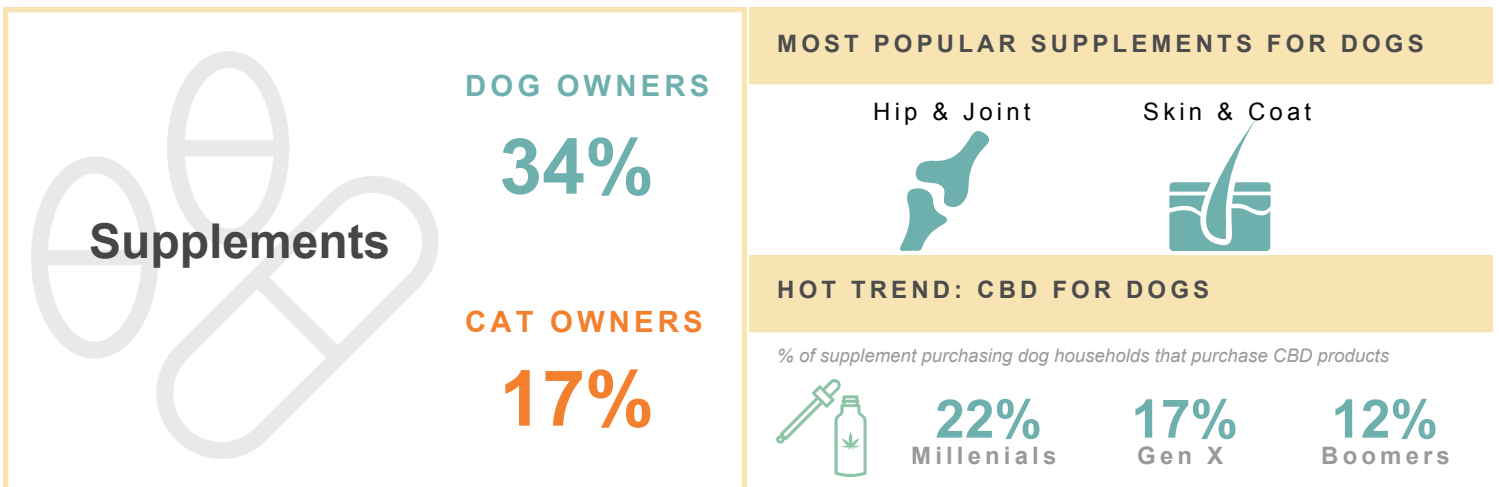 Supplements
DOG OWNERS
34%
CAT OWNERS
17%
MOST POPULAR SUPPLEMENTS FOR DOGS
Hip & Joint
Skin & Coat
HOT TREND: CBD FOR DOGS
% of supplement purchasing dog households that purchase CBD products
22%
Millenials
17%
Gen X
12%
Boomers